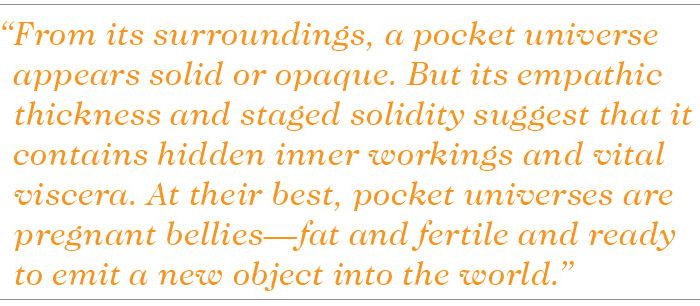 “From its surroundings, a pocket universe
appears solid or opaque. But its empathic
thickness and staged solidity suggest that it
contains hidden inner workings and vital
viscera. At their best, pocket universes are
pregnant bellies—fat and fertile and ready
to emit a new object into the world.”